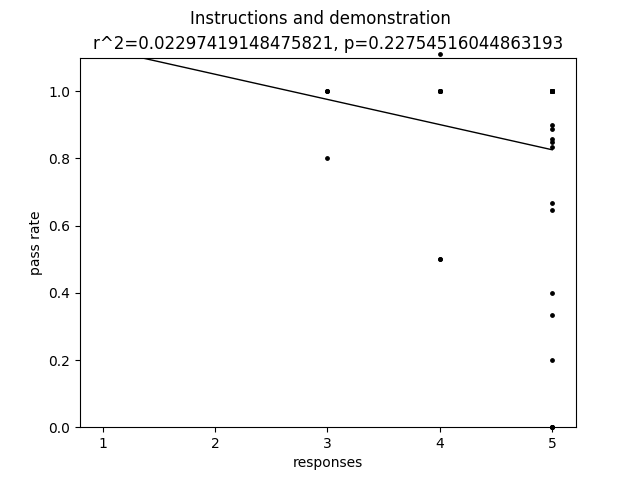 Instructions and demonstration
r^2=0.02297419148475821, p=0.22754516044863193
1.0
0.8
0.6
0.4
0.2
0.0
pass rate
1 2 3 4 5
responses